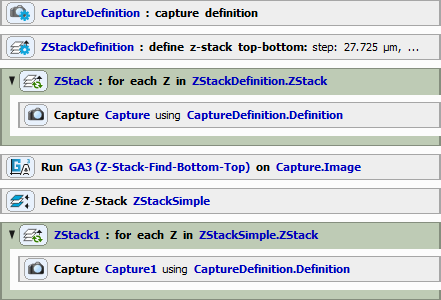 CaptureDefinition : capture definition
ZStackDefinition : define z-stack top-bottom: step: 27.725 µm, ...
ZStack : for each Z in ZStackDefinition.ZStack
Capture Capture using CaptureDefinition.Definition
Run GA3 (Z-Stack-Find-Bottom-Top) on Capture.Image
Define Z-Stack ZStackSimple
ZStack1 : for each Z in ZStackSimple.ZStack
Capture Capture1 using CaptureDefinition.Definition